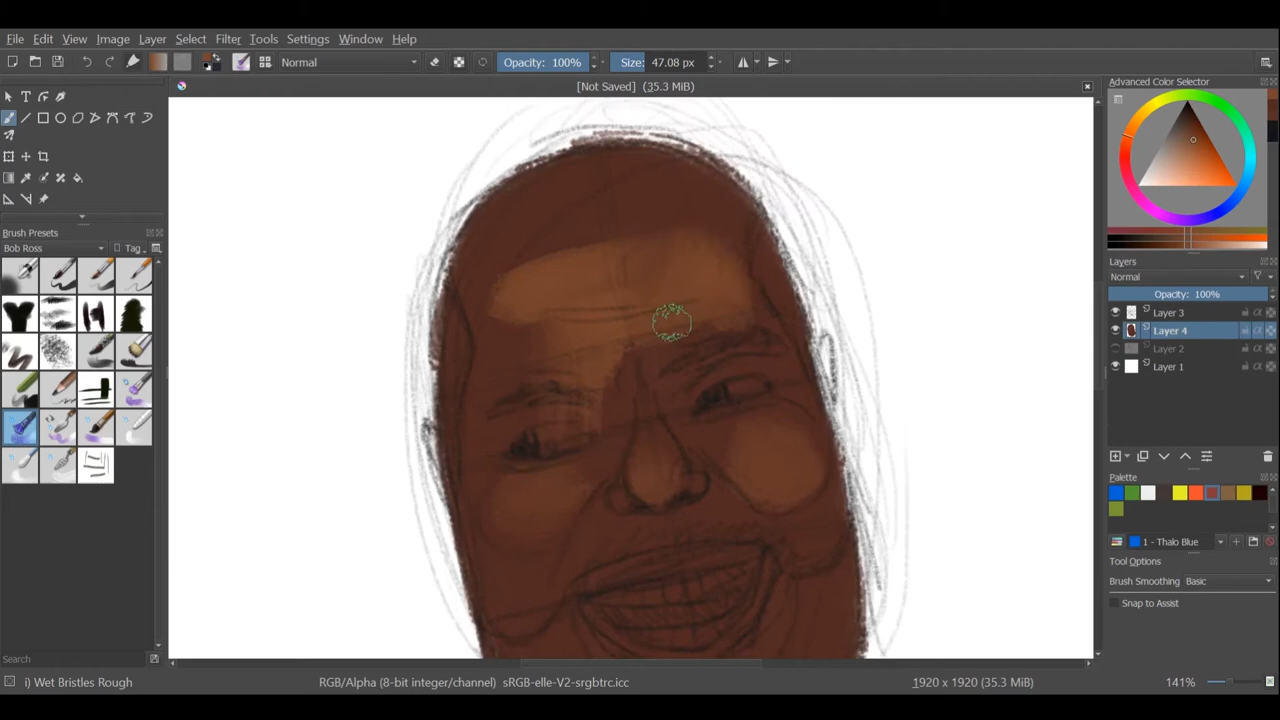 File Edit View Image Layer Select Filter Tools Settings Window Help
Normal Opacity: 100% Size: 47.08 px
[Not Saved] (35.3 MiB)
Advanced Color Selector
Brush Presets
Bob Ross Tag
Layers
Normal
Opacity: 100%
Layer 3
Layer 4
Layer 2
Layer 1
Palette
1 - Thalo Blue
Tool Options
Brush Smoothing: Basic
Snap to Assist
Search
i) Wet Bristles Rough RGB/Alpha (8-bit integer/channel) sRGB-elle-V2-srgbtrc.icc 1920 x 1920 (35.3 MiB) 141%